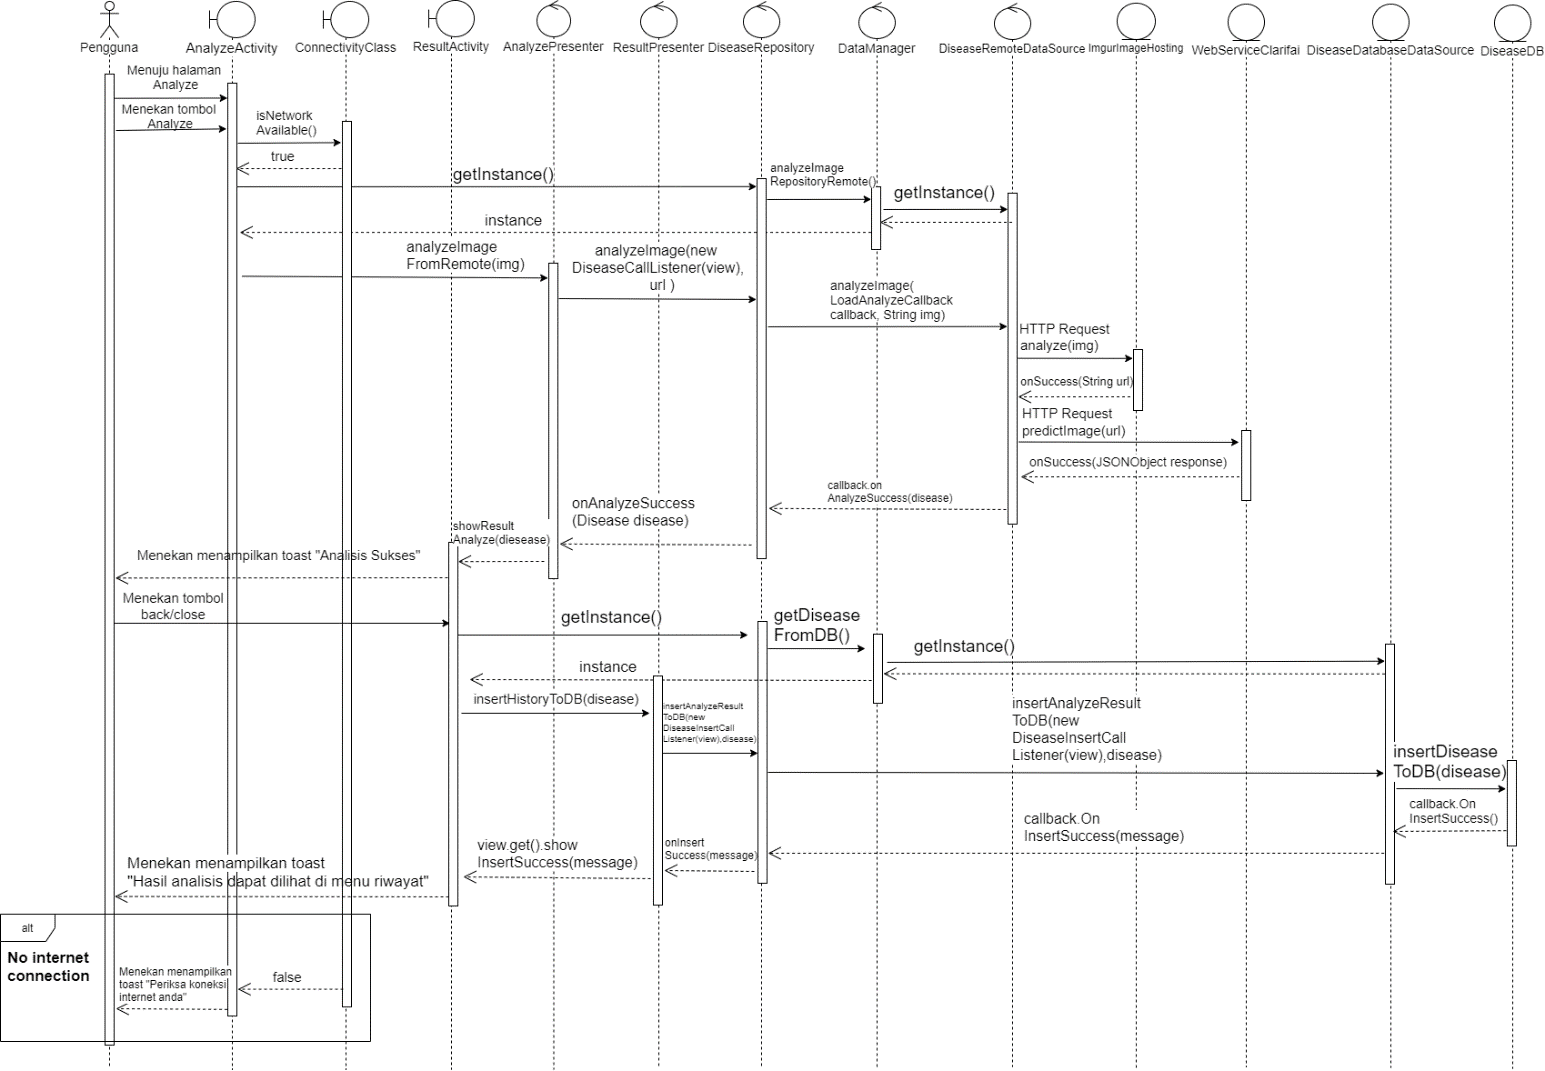 Pengguna
AnalyzeActivity
ConnectivityClass
ResultActivity
AnalyzePresenter
ResultPresenter
DiseaseRepository
DataManager
DiseaseRemoteDataSource
ImgurImageHosting
WebServiceClarifai
DiseaseDatabaseDataSource
DiseaseDB
Menuju halaman
Analyze
Menekan tombol
Analyze
isNetwork
Available()
true
getInstance()
analyzeImage
RepositoryRemote()
getInstance()
instance
analyzeImage
FromRemote(img)
analyzeImage(new
DiseaseCallListener(view),
url )
analyzeImage(
LoadAnalyzeCallback
callback, String img)
HTTP Request
analyze(img)
onSuccess(String url)
HTTP Request
predictImage(url)
onSuccess(JSONObject response)
callback.on
AnalyzeSuccess(disease)
onAnalyzeSuccess
(Disease disease)
showResult
Analyze(diesease)
Menekan menampilkan toast "Analisis Sukses"
Menekan tombol
back/close
getInstance()
getDisease
FromDB()
getInstance()
instance
insertHistoryToDB(disease)
insertAnalyzeResult
ToDB(new
DiseaseInsertCall
Listener(view),disease)
insertAnalyzeResult
ToDB(new
DiseaseInsertCall
Listener(view),disease)
insertDisease
ToDB(disease)
callback.On
InsertSuccess()
callback.On
InsertSuccess(message)
onInsert
Success(message)
view.get().show
InsertSuccess(message)
Menekan menampilkan toast
"Hasil analisis dapat dilihat di menu riwayat"
alt
No internet
connection
false
Menekan menampilkan
toast "Periksa koneksi
internet anda"